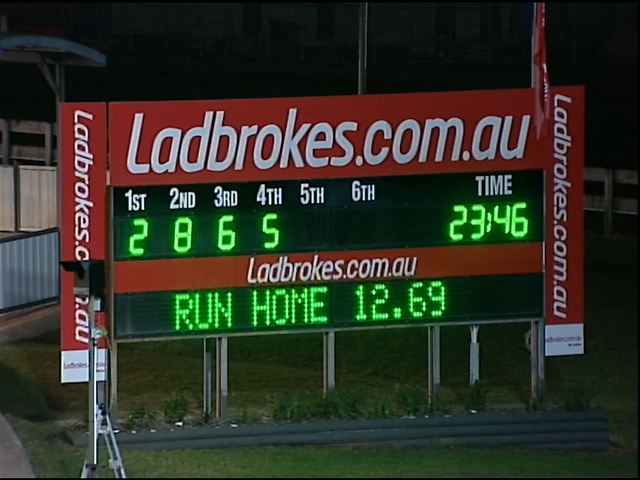 Ladbrokes.com.au
1ST 2ND 3RD 4TH 5TH 6TH TIME
2 8 6 5 23:46
Ladbrokes.com.au
RUN HOME 12.69
Ladbrokes.c
.au
Ladbrokes.com.au